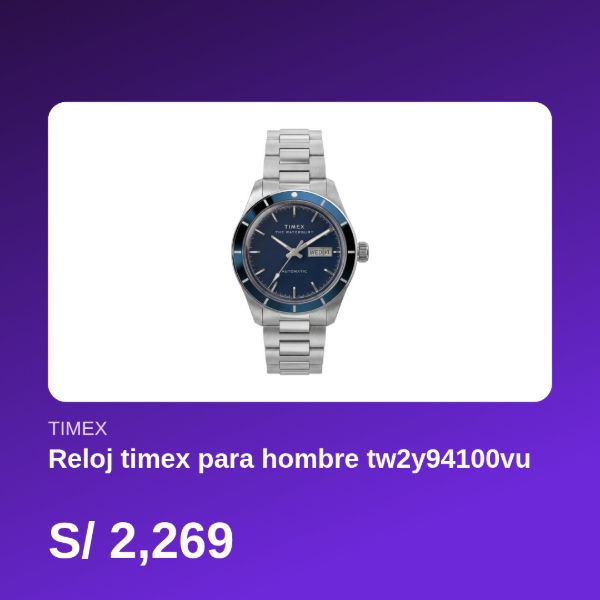 TIMEX
THE WATERBURY
AUTOMATIC
TIMEX
Reloj timex para hombre tw2y94100vu
S/ 2,269